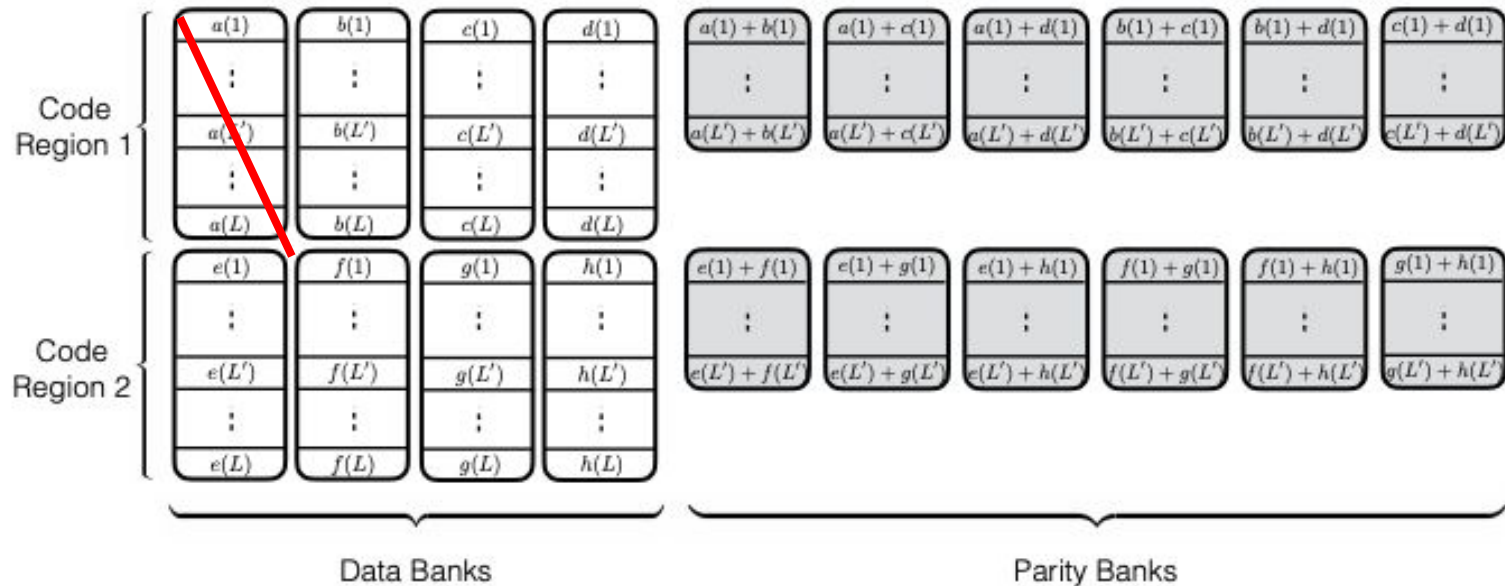 a(1) b(1) c(1) d(1) a(1) + b(1) a(1) + c(1) a(1) + d(1) b(1) + c(1) b(1) + d(1) c(1) + d(1)
⋮ ⋮ ⋮ ⋮ ⋮ ⋮ ⋮ ⋮ ⋮ ⋮
Code
Region 1
a(L') b(L') c(L') d(L') a(L') + b(L') a(L') + c(L') a(L') + d(L') b(L') + c(L') b(L') + d(L') c(L') + d(L')
⋮ ⋮ ⋮ ⋮
a(L) b(L) c(L) d(L)
e(1) f(1) g(1) h(1) e(1) + f(1) e(1) + g(1) e(1) + h(1) f(1) + g(1) f(1) + h(1) g(1) + h(1)
⋮ ⋮ ⋮ ⋮ ⋮ ⋮ ⋮ ⋮ ⋮ ⋮
Code
Region 2
e(L') f(L') g(L') h(L') e(L') + f(L') e(L') + g(L') e(L') + h(L') f(L') + g(L') f(L') + h(L') g(L') + h(L')
⋮ ⋮ ⋮ ⋮
e(L) f(L) g(L) h(L)
Data Banks Parity Banks